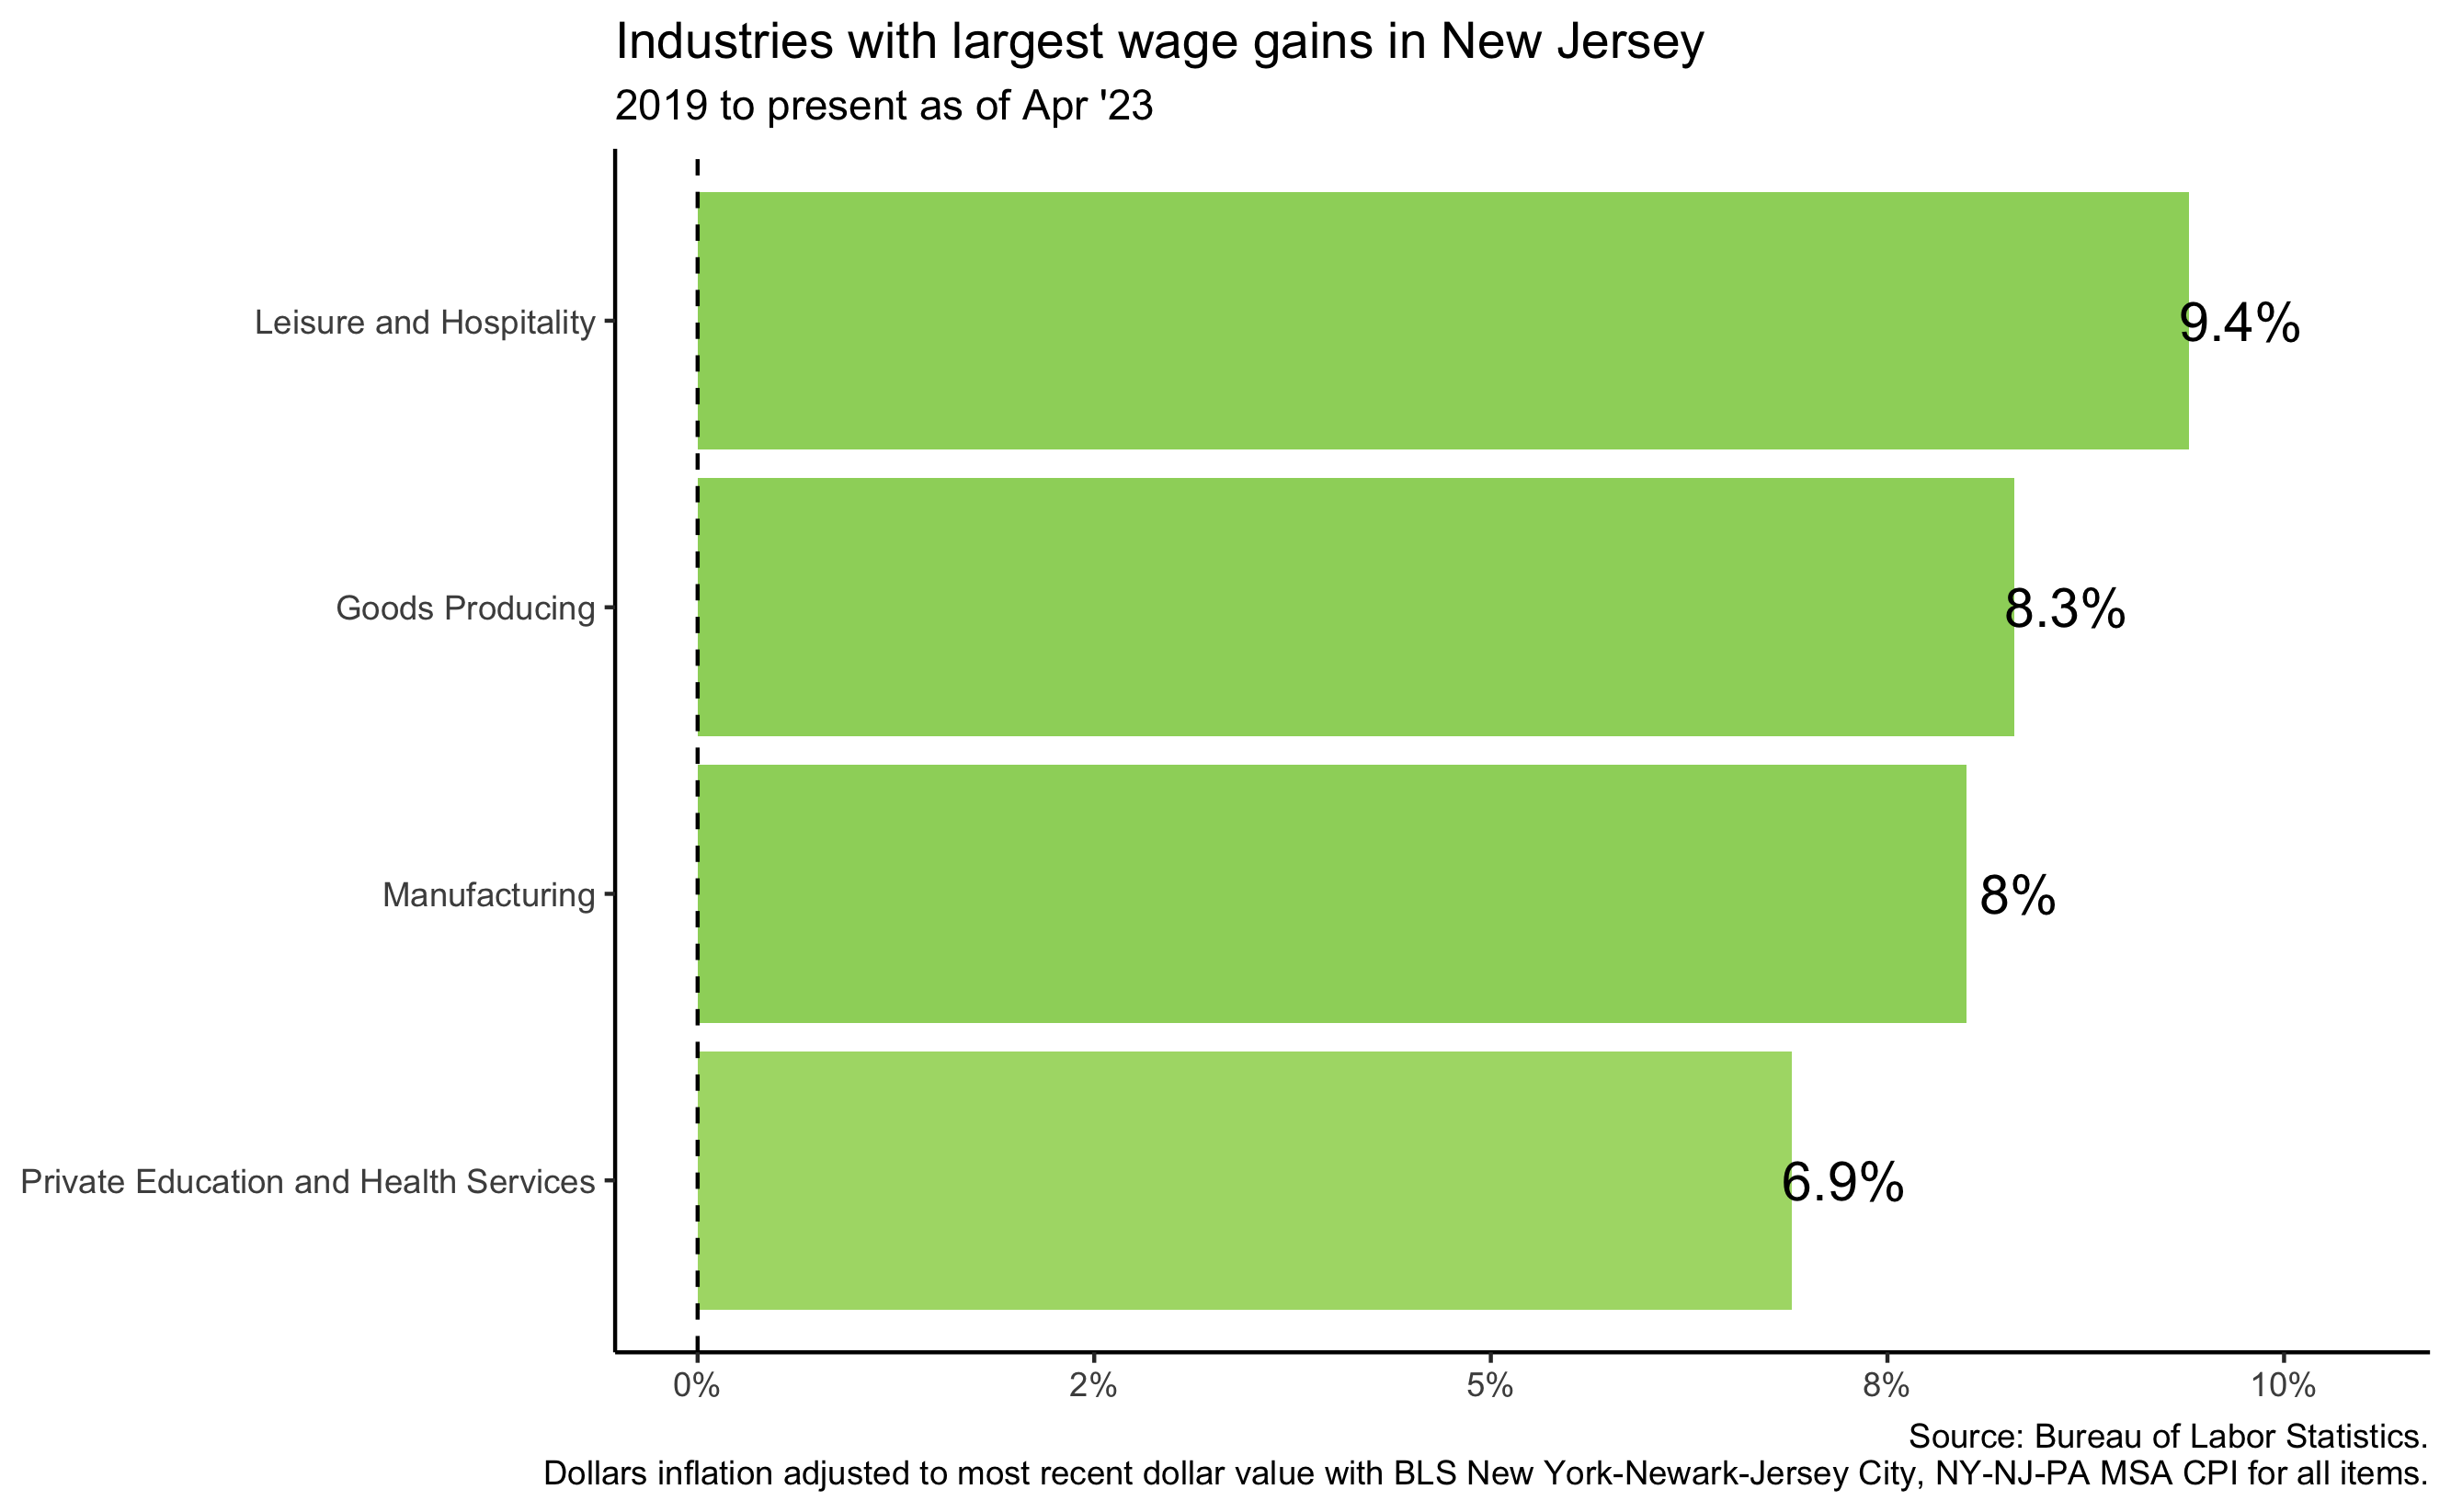 Industries with largest wage gains in New Jersey
2019 to present as of Apr '23
Leisure and Hospitality
9.4%
Goods Producing
8.3%
Manufacturing
8%
Private Education and Health Services
6.9%
0%
2%
5%
8%
10%
Source: Bureau of Labor Statistics.
Dollars inflation adjusted to most recent dollar value with BLS New York-Newark-Jersey City, NY-NJ-PA MSA CPI for all items.